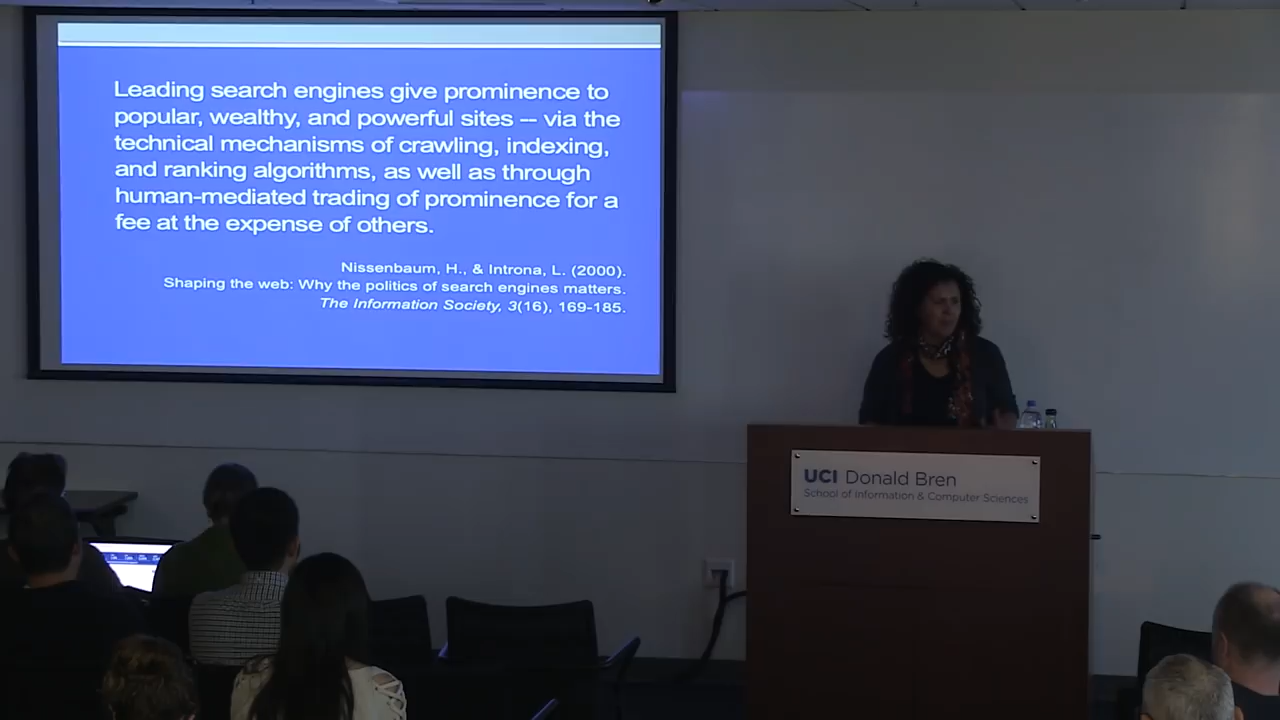 Leading search engines give prominence to
popular, wealthy, and powerful sites -- via the
technical mechanisms of crawling, indexing,
and ranking algorithms, as well as through
human-mediated trading of prominence for a
fee at the expense of others.
Nissenbaum, H., & Introna, L. (2000).
Shaping the web: Why the politics of search engines matters.
The Information Society, 3(16), 169-185.
UCI Donald Bren
School of Information & Computer Sciences